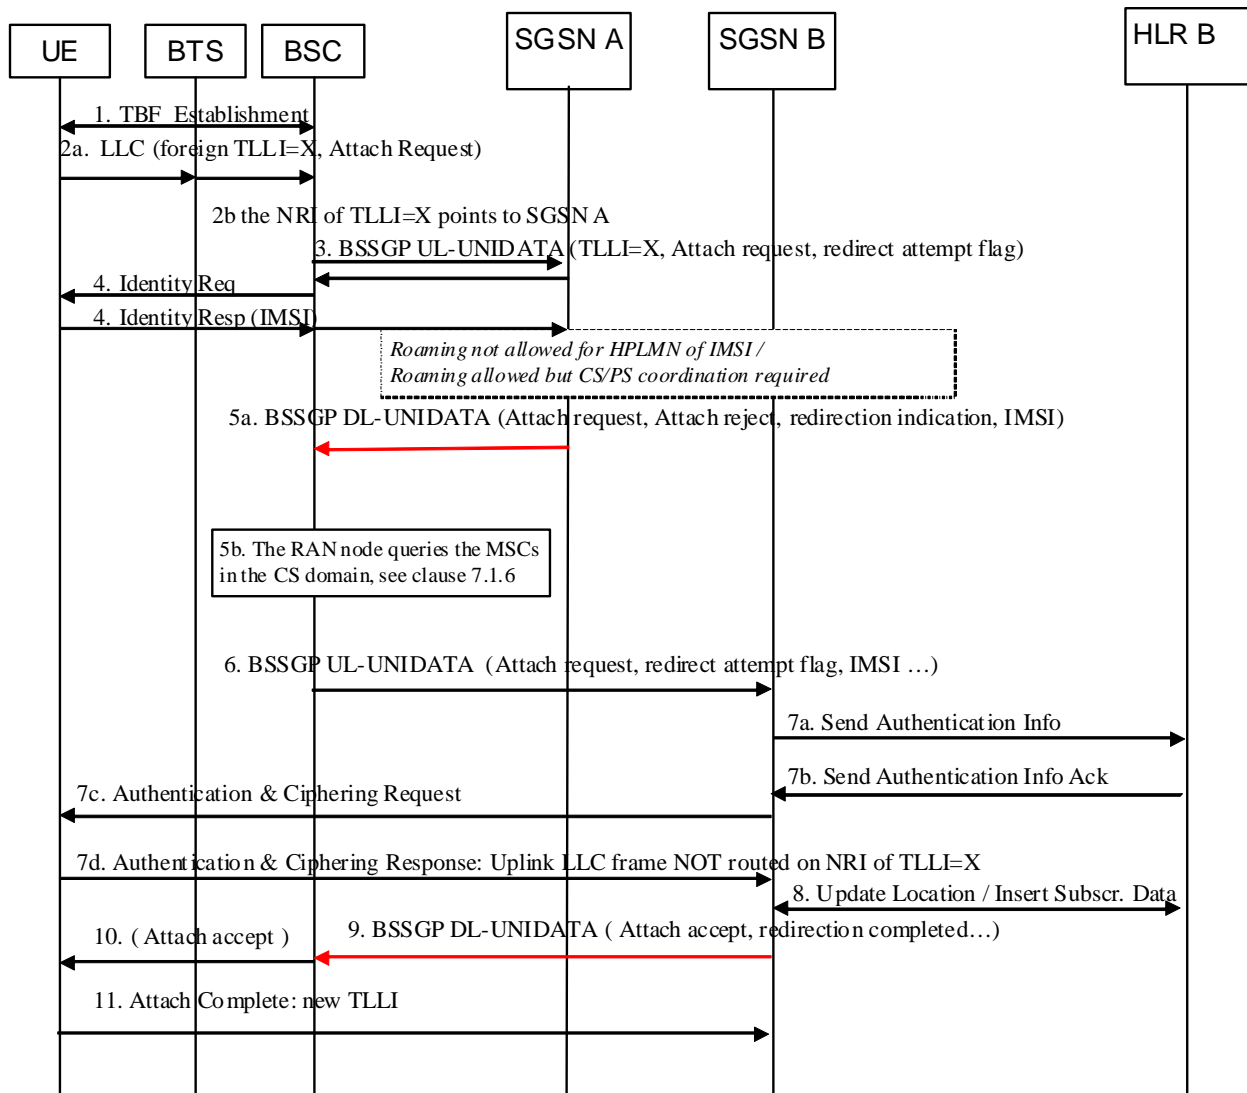 UE
BTS
BSC
SGSN A
SGSN B
HLR B
1. TBF Establishment
2a. LLC (foreign TLLI=X, Attach Request)
2b the NRI of TLLI=X points to SGSN A
3. BSSGP UL-UNIDATA (TLLI=X, Attach request, redirect attempt flag)
4. Identity Req
4. Identity Resp (IMSI)
Roaming not allowed for HPLMN of IMSI /
Roaming allowed but CS/PS coordination required
5a. BSSGP DL-UNIDATA (Attach request, Attach reject, redirection indication, IMSI)
5b. The RAN node queries the MSCs
in the CS domain, see clause 7.1.6
6. BSSGP UL-UNIDATA (Attach request, redirect attempt flag, IMSI …)
7a. Send Authentication Info
7b. Send Authentication Info Ack
7c. Authentication & Ciphering Request
7d. Authentication & Ciphering Response: Uplink LLC frame NOT routed on NRI of TLLI=X
8. Update Location / Insert Subscr. Data
9. BSSGP DL-UNIDATA ( Attach accept, redirection completed…)
10. ( Attach accept )
11. Attach Complete: new TLLI